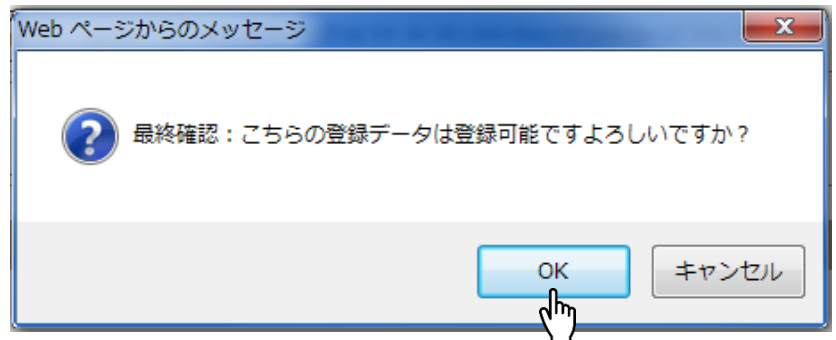 Web ページからのメッセージ
最終確認：こちらの登録データは登録可能ですよろしいですか？
OK
キャンセル